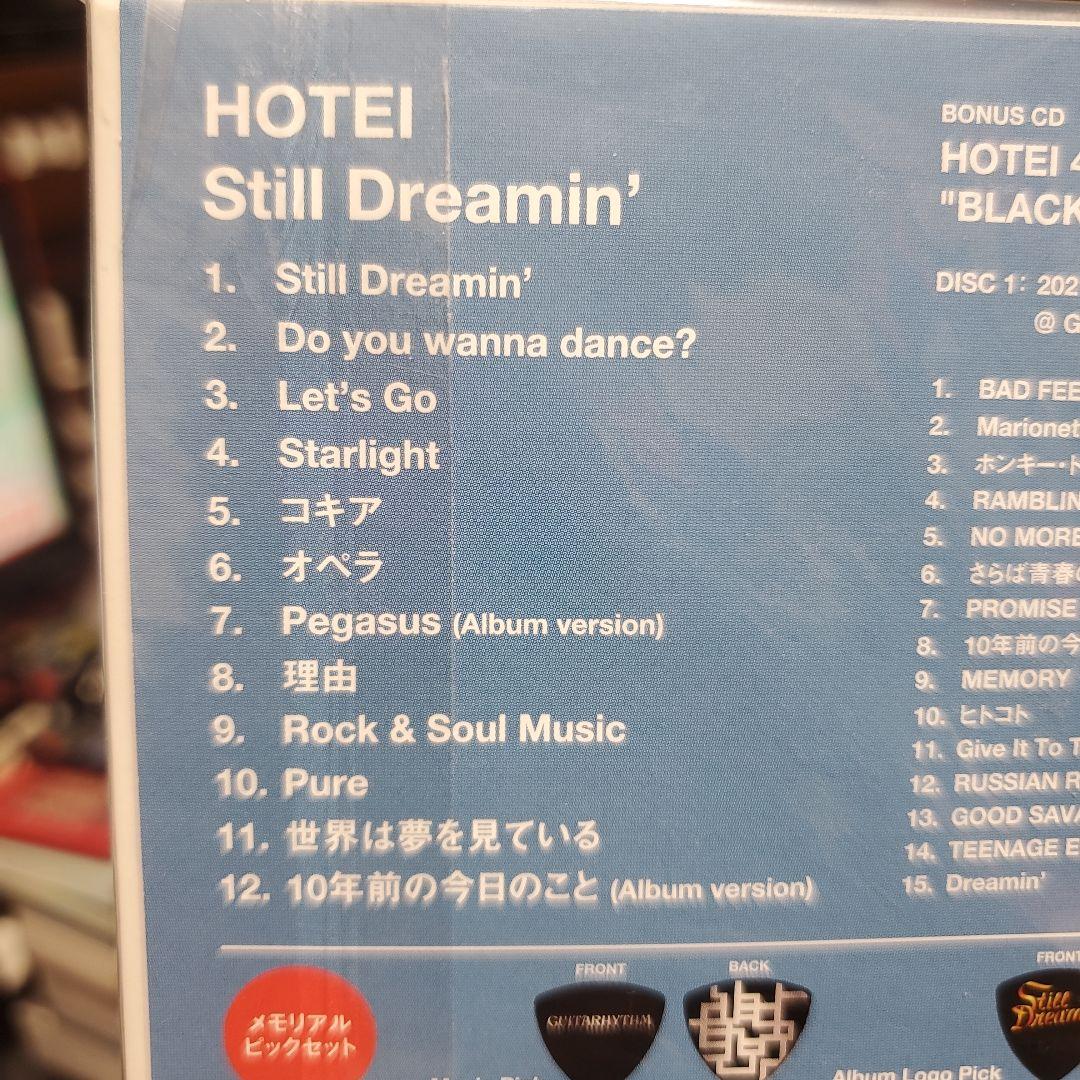 HOTEI
Still Dreamin’
1. Still Dreamin’
2. Do you wanna dance?
3. Let’s Go
4. Starlight
5. コキア
6. オペラ
7. Pegasus (Album version)
8. 理由
9. Rock & Soul Music
10. Pure
11. 世界は夢を見ている
12. 10年前の今日のこと (Album version)
BONUS CD
HOTEI 4
"BLACK
DISC 1: 202
@ G
1. BAD FEE
2. Marionet
3. ホンキー・ト
4. RAMBLIN
5. NO MORE
6. さらば青春の
7. PROMISE
8. 10年前の今
9. MEMORY
10. ヒトコト
11. Give It To T
12. RUSSIAN R
13. GOOD SAVA
14. TEENAGE E
15. Dreamin’
メモリアル
ピックセット
FRONT
GUITARHYTHM
BACK
FRONT
Still
Dream
Album Logo Pick